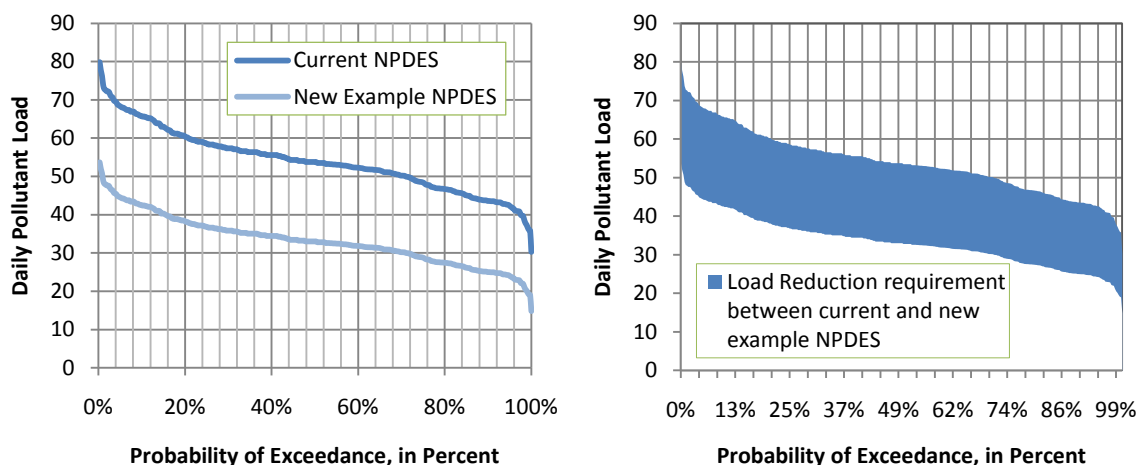 90
80
70
60
50
40
30
20
10
0
Daily Pollutant Load
Current NPDES
New Example NPDES
0% 20% 40% 60% 80% 100%
Probability of Exceedance, in Percent
90
80
70
60
50
40
30
20
10
0
Daily Pollutant Load
Load Reduction requirement
between current and new
example NPDES
0% 13% 25% 37% 49% 62% 74% 86% 99%
Probability of Exceedance, in Percent